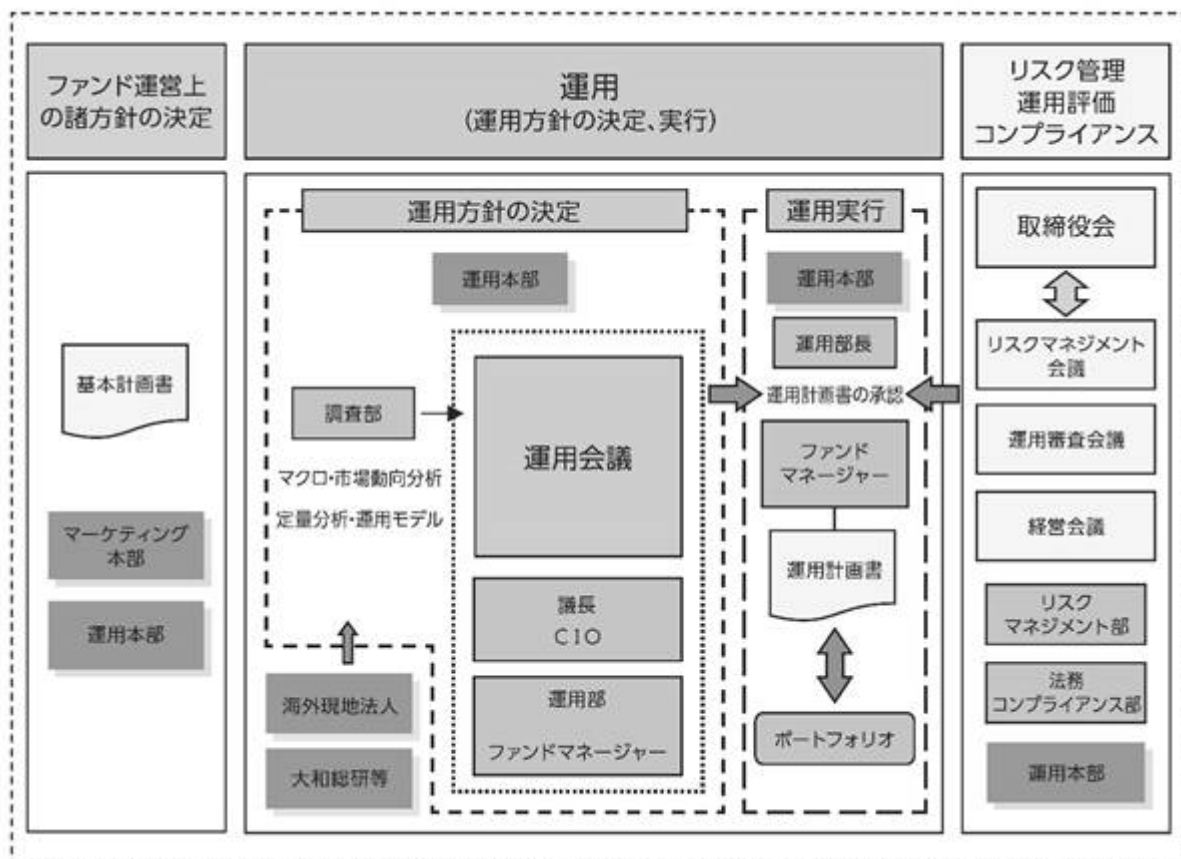 ファンド運営上
の諸方針の決定
運用
(運用方針の決定、実行)
リスク管理
運用評価
コンプライアンス
基本計画書
マーケティング
本部
運用本部
運用方針の決定
運用本部
調査部
マクロ・市場動向分析
定量分析・運用モデル
海外現地法人
大和総研等
運用会議
議長
CIO
運用部
ファンドマネージャー
運用実行
運用本部
運用部長
運用計画書の承認
ファンド
マネージャー
運用計画書
ポートフォリオ
取締役会
リスクマネジメント
会議
運用審査会議
経営会議
リスク
マネジメント部
法務
コンプライアンス部
運用本部